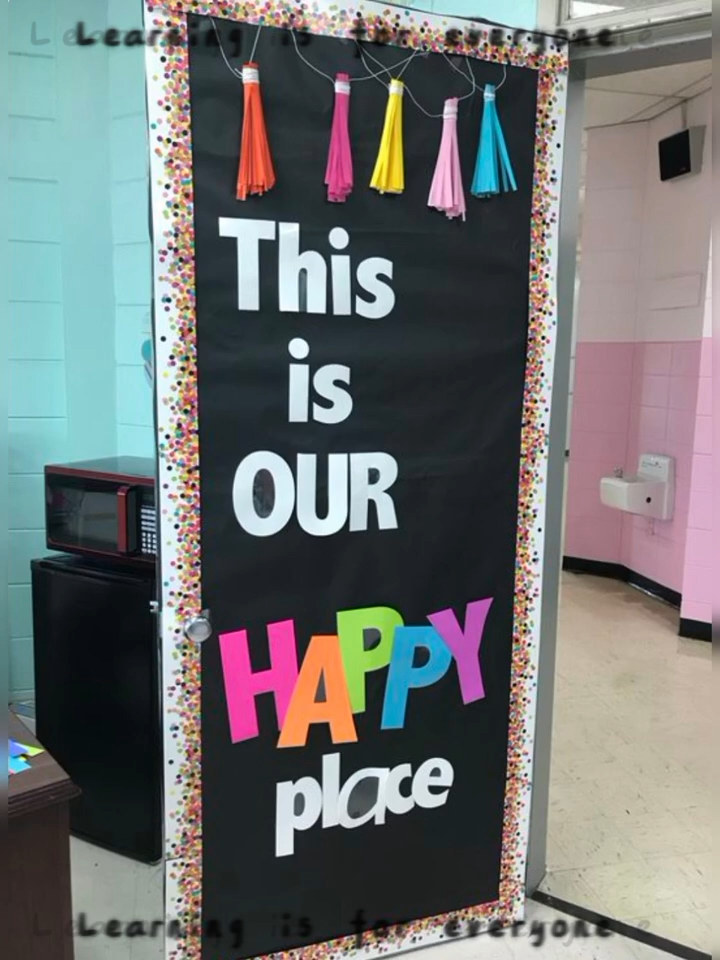 Learning is for everyone
This
is
OUR
HAPPY
place
Learning is for everyone